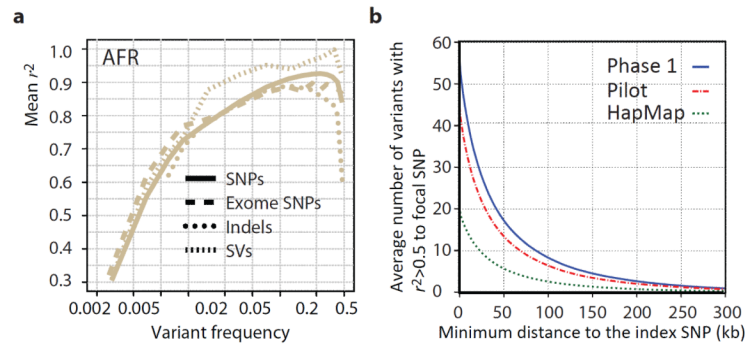 a
AFR
Mean r²
1.0
0.9
0.8
0.7
0.6
0.5
0.4
0.3
SNPs
Exome SNPs
Indels
SVs
0.002 0.005 0.02 0.05 0.2 0.5
Variant frequency
b
Average number of variants with
r²>0.5 to focal SNP
60
50
40
30
20
10
0
Phase 1
Pilot
HapMap
0 50 100 150 200 250 300
Minimum distance to the index SNP (kb)